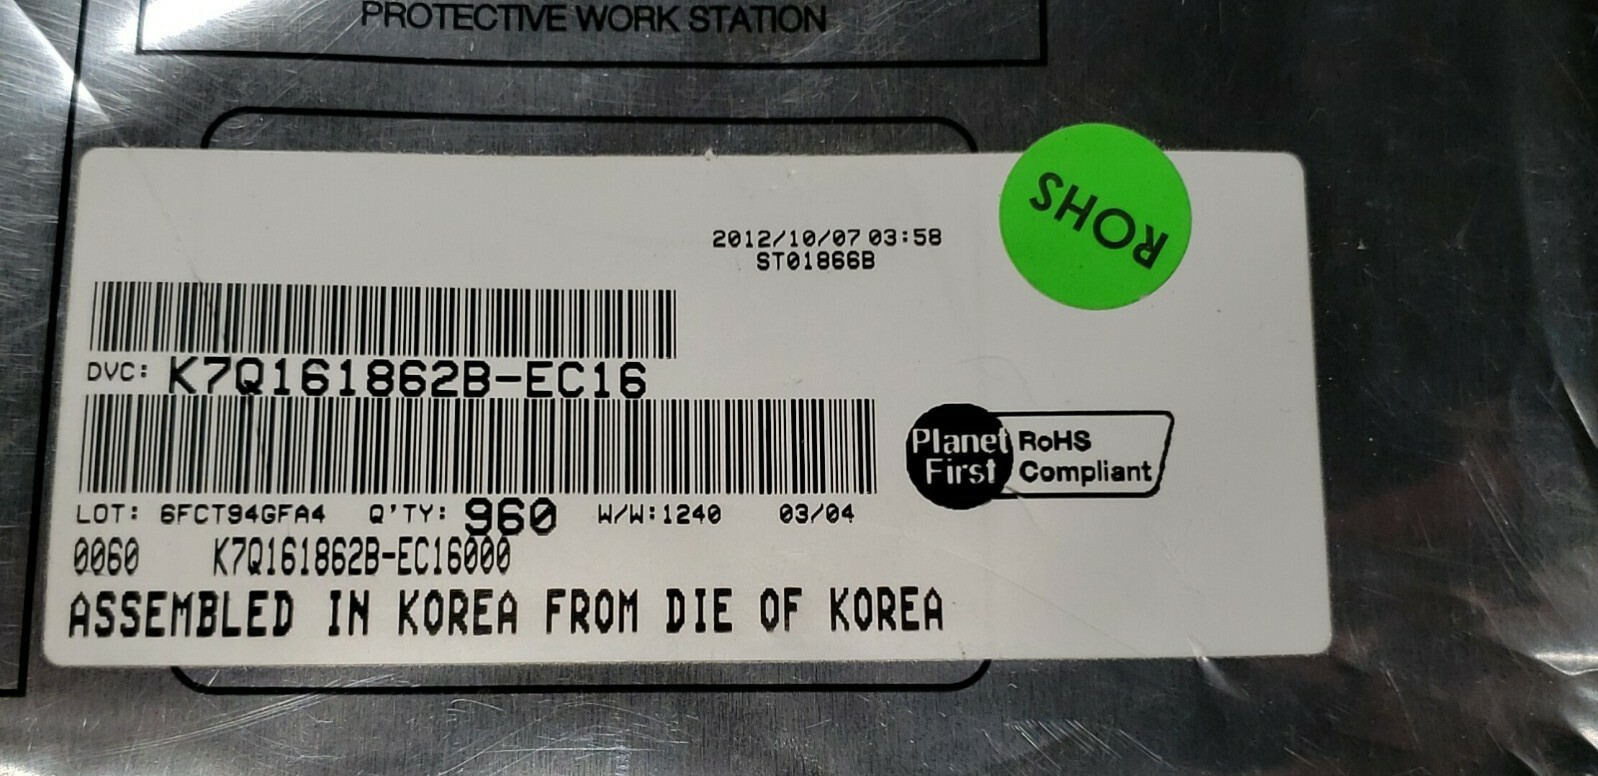 PROTECTIVE WORK STATION
ROHS
2012/10/07 03:58
ST01866B
DVC: K7Q161862B-EC16
Planet First
RoHS Compliant
LOT: 6FCT94GFA4 Q'TY: 960 W/W:1240 03/04
0060 K7Q161862B-EC16000
ASSEMBLED IN KOREA FROM DIE OF KOREA